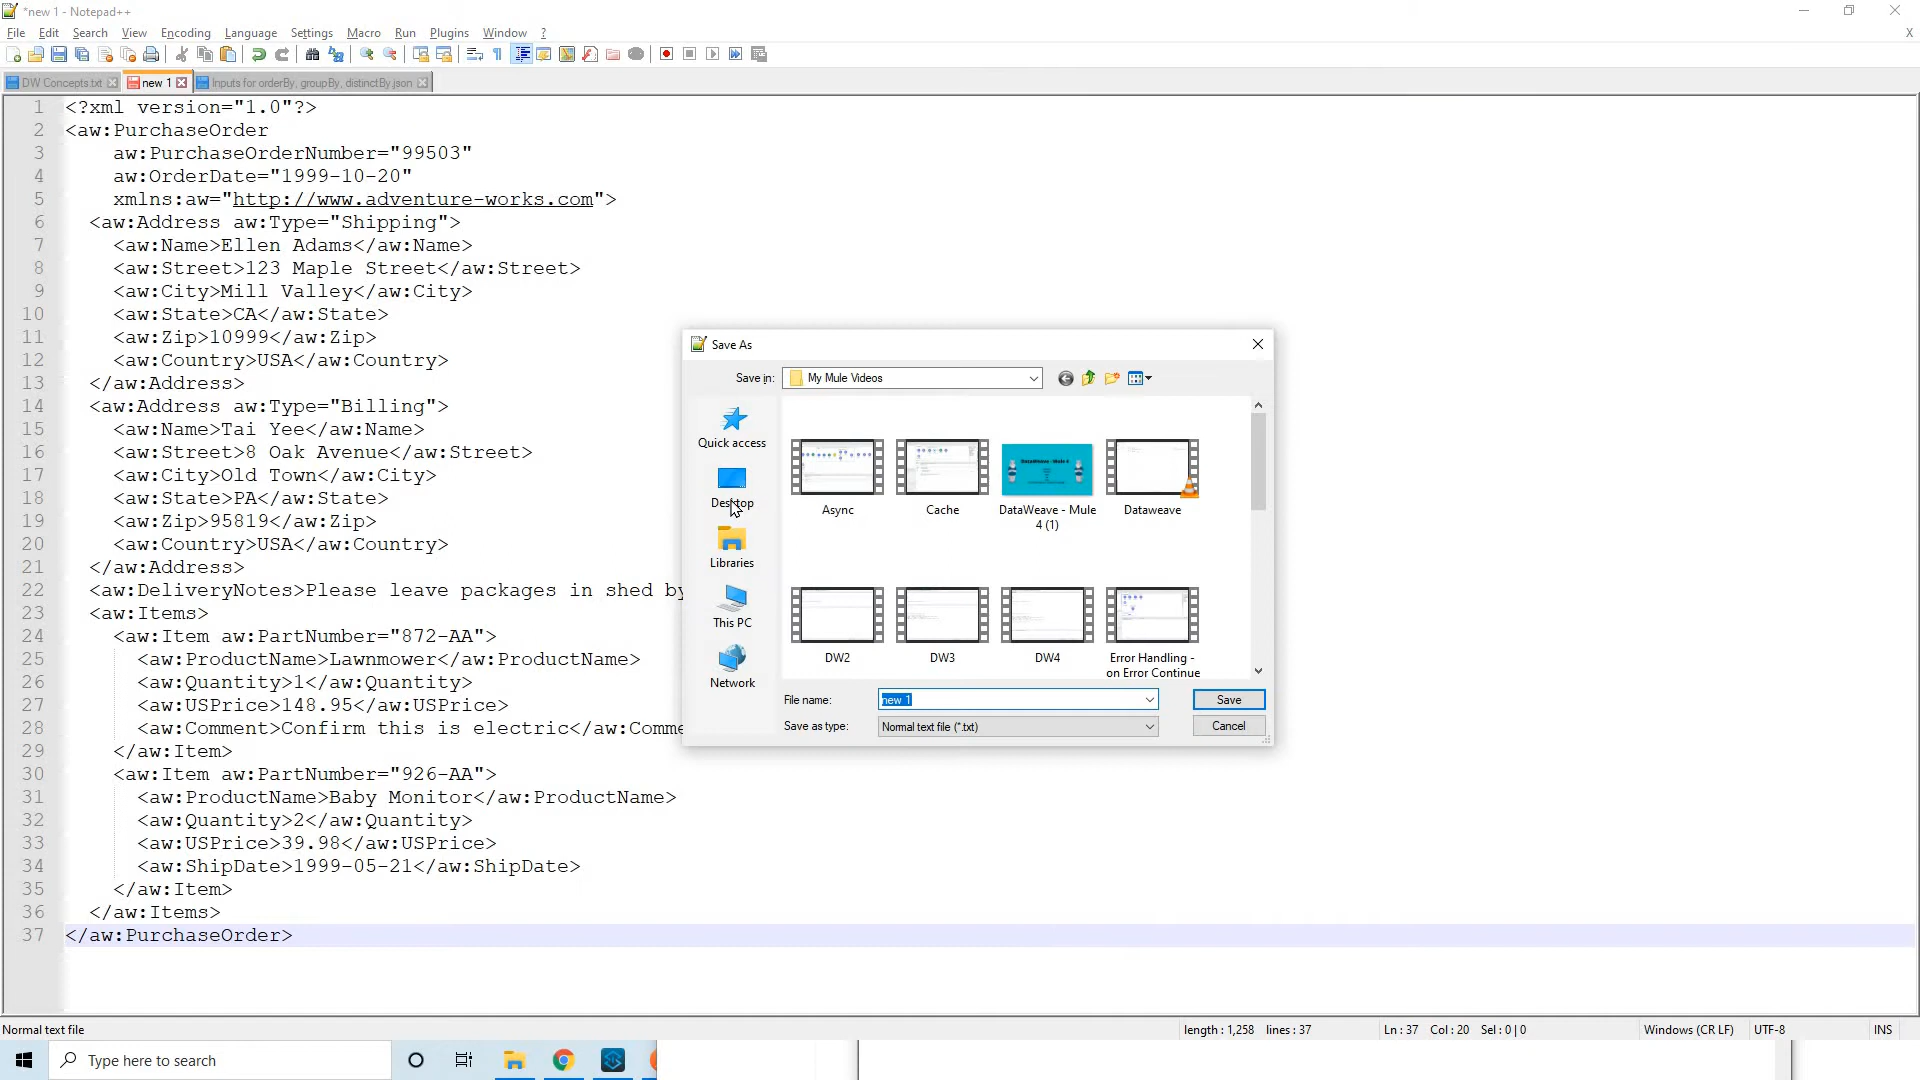 *new 1 - Notepad++
File Edit Search View Encoding Language Settings Macro Run Plugins Window ? X
DW Concepts.txt new 1 Inputs for orderBy, groupBy, distinctBy.json
1 <?xml version="1.0"?>
2 <aw:PurchaseOrder
3 aw:PurchaseOrderNumber="99503"
4 aw:OrderDate="1999-10-20"
5 xmlns:aw="http://www.adventure-works.com">
6 <aw:Address aw:Type="Shipping">
7 <aw:Name>Ellen Adams</aw:Name>
8 <aw:Street>123 Maple Street</aw:Street>
9 <aw:City>Mill Valley</aw:City>
10 <aw:State>CA</aw:State>
11 <aw:Zip>10999</aw:Zip>
12 <aw:Country>USA</aw:Country>
13 </aw:Address>
14 <aw:Address aw:Type="Billing">
15 <aw:Name>Tai Yee</aw:Name>
16 <aw:Street>8 Oak Avenue</aw:Street>
17 <aw:City>Old Town</aw:City>
18 <aw:State>PA</aw:State>
19 <aw:Zip>95819</aw:Zip>
20 <aw:Country>USA</aw:Country>
21 </aw:Address>
22 <aw:DeliveryNotes>Please leave packages in shed by
23 <aw:Items>
24 <aw:Item aw:PartNumber="872-AA">
25 <aw:ProductName>Lawnmower</aw:ProductName>
26 <aw:Quantity>1</aw:Quantity>
27 <aw:USPrice>148.95</aw:USPrice>
28 <aw:Comment>Confirm this is electric</aw:Comme
29 </aw:Item>
30 <aw:Item aw:PartNumber="926-AA">
31 <aw:ProductName>Baby Monitor</aw:ProductName>
32 <aw:Quantity>2</aw:Quantity>
33 <aw:USPrice>39.98</aw:USPrice>
34 <aw:ShipDate>1999-05-21</aw:ShipDate>
35 </aw:Item>
36 </aw:Items>
37 </aw:PurchaseOrder>
Save As
Save in: My Mule Videos
Quick access
Desktop
Libraries
This PC
Network
Async Cache DataWeave - Mule Dataweave
4 (1)
DW2 DW3 DW4 Error Handling -
on Error Continue
File name: new 1 Save
Save as type: Normal text file (*.txt) Cancel
Normal text file length : 1,258 lines : 37 Ln : 37 Col : 20 Sel : 0 | 0 Windows (CR LF) UTF-8 INS
Type here to search